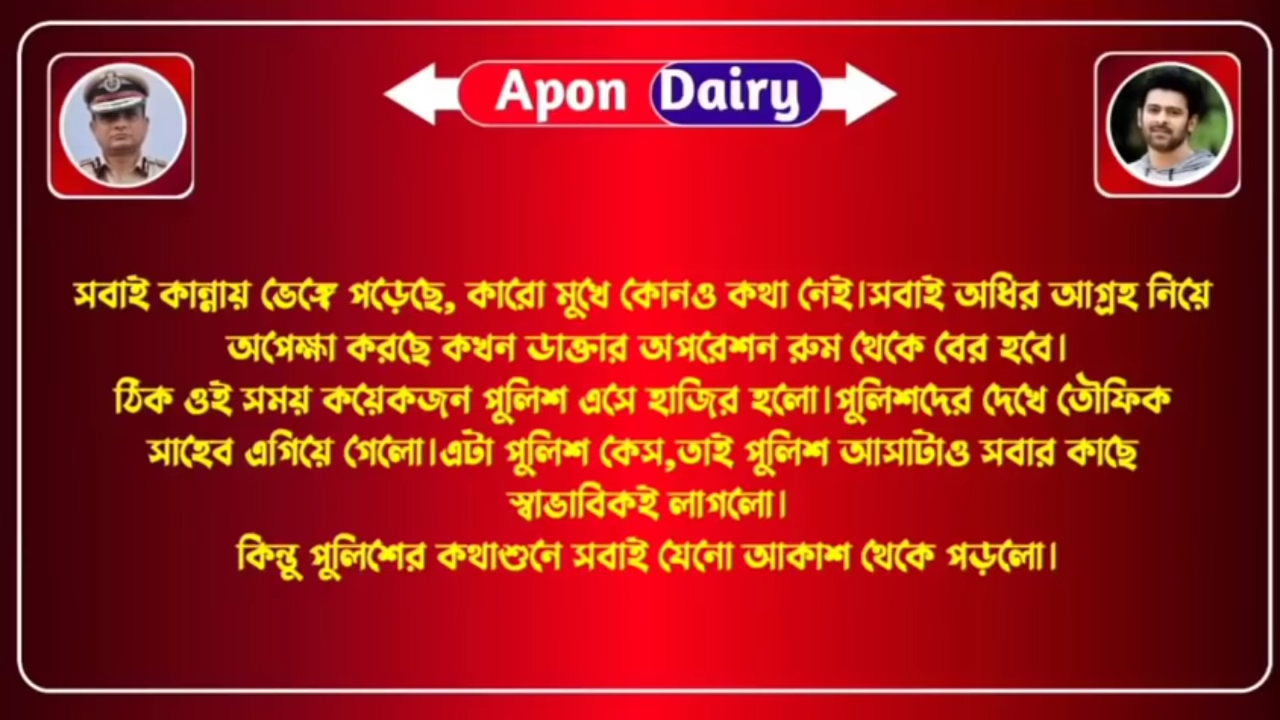 Apon Dairy
সবাই কান্নায় ভেঙ্গে পড়েছে, কারো মুখে কোনও কথা নেই।সবাই অধির আগ্রহ নিয়ে
অপেক্ষা করছে কখন ডাক্তার অপরেশন রুম থেকে বের হবে।
ঠিক ওই সময় কয়েকজন পুলিশ এসে হাজির হলো।পুলিশদের দেখে তৌফিক
সাহেব এগিয়ে গেলো।এটা পুলিশ কেস,তাই পুলিশ আসাটাও সবার কাছে
স্বাভাবিকই লাগলো।
কিন্তু পুলিশের কথাশুনে সবাই যেনো আকাশ থেকে পড়লো।